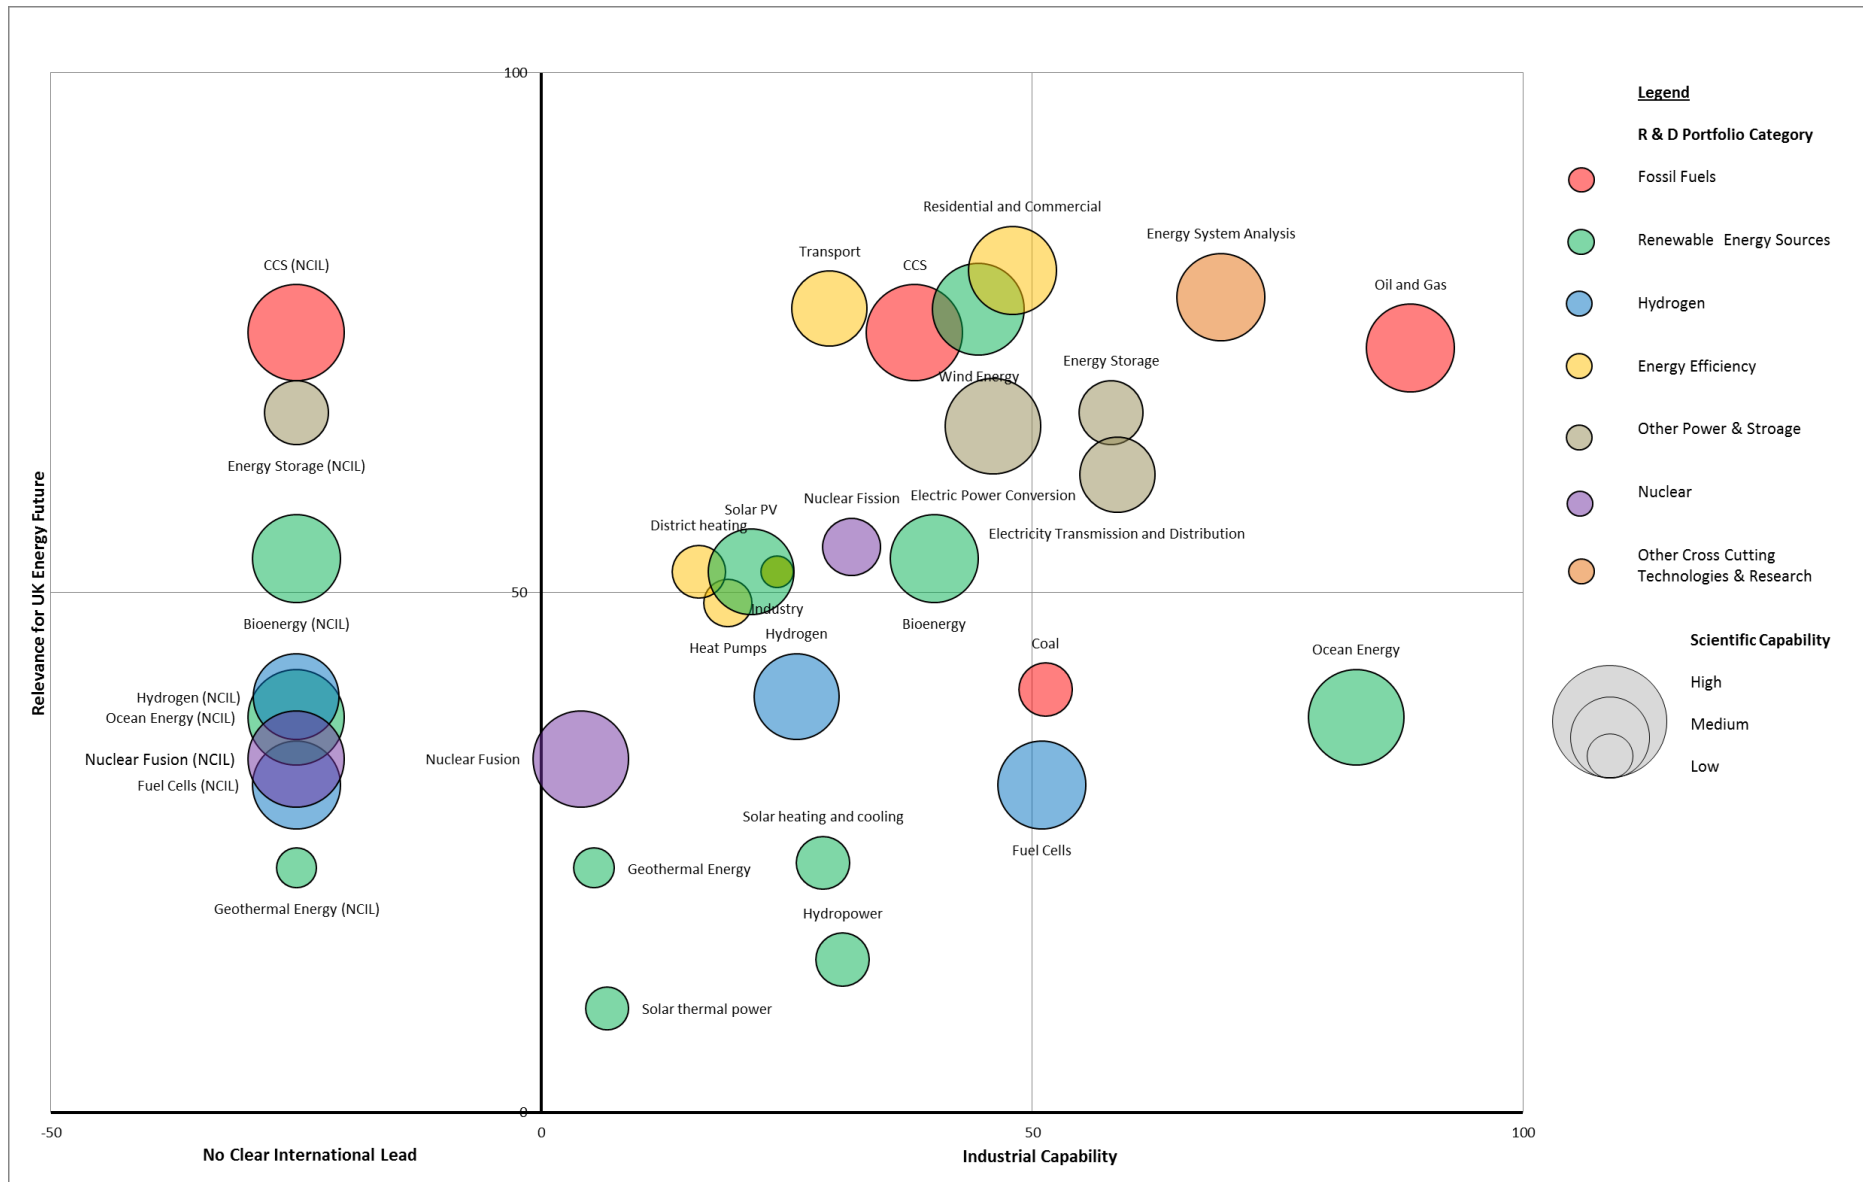 100
Legend
R & D Portfolio Category
Fossil Fuels
Residential and Commercial
Energy System Analysis
Renewable Energy Sources
Transport
CCS (NCIL)
CCS
Oil and Gas
Hydrogen
Energy Storage
Energy Efficiency
Wind Energy
Other Power & Stroage
Energy Storage (NCIL)
Nuclear
Nuclear Fission
Electric Power Conversion
Solar PV
District heating
Electricity Transmission and Distribution
Other Cross Cutting
Technologies & Research
Relevance for UK Energy Future
50
Industry
Bioenergy (NCIL)
Bioenergy
Hydrogen
Heat Pumps
Coal
Ocean Energy
Scientific Capability
High
Medium
Low
Hydrogen (NCIL)
Ocean Energy (NCIL)
Nuclear Fusion (NCIL)
Nuclear Fusion
Fuel Cells (NCIL)
Solar heating and cooling
Fuel Cells
Geothermal Energy
Geothermal Energy (NCIL)
Hydropower
Solar thermal power
0
-50
0
50
100
No Clear International Lead
Industrial Capability